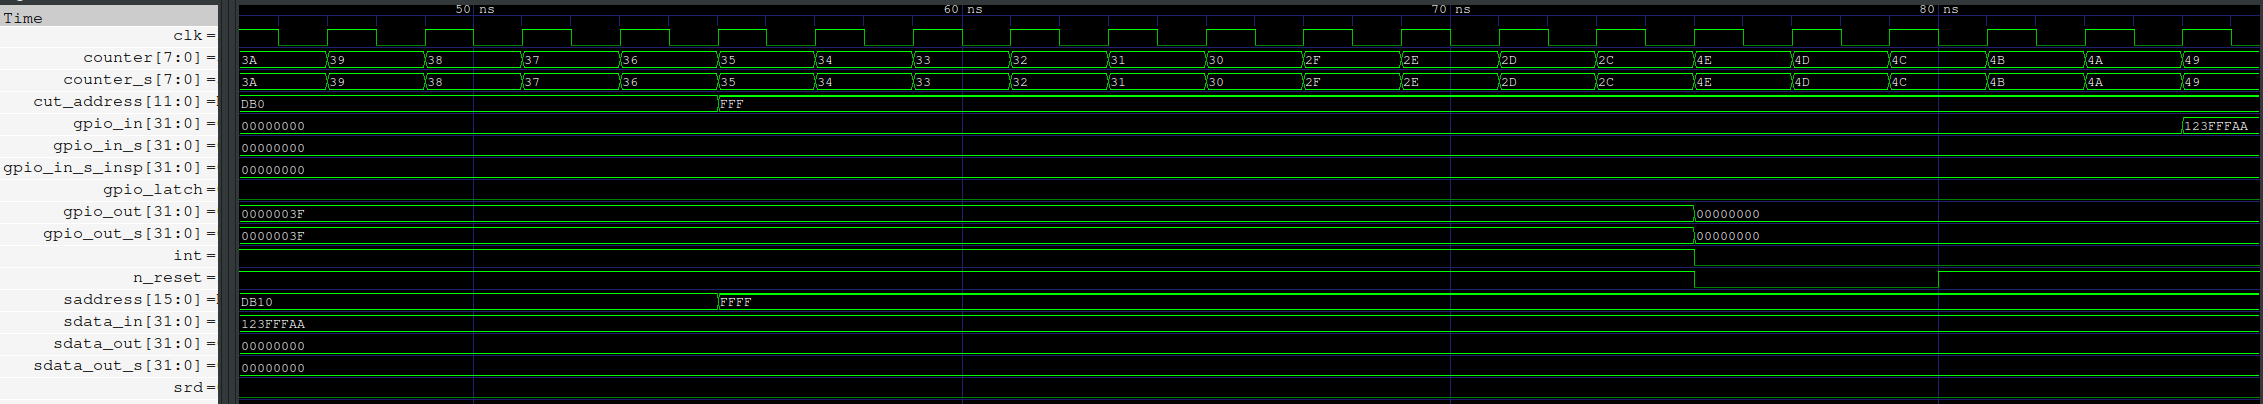 50 ns 60 ns 70 ns 80 ns
Time
clk =
counter[7:0] = 3A 39 38 37 36 35 34 33 32 31 30 2F 2E 2D 2C 4E 4D 4C 4B 4A 49
counter_s[7:0] = 3A 39 38 37 36 35 34 33 32 31 30 2F 2E 2D 2C 4E 4D 4C 4B 4A 49
cut_address[11:0] = DB0 FFF
gpio_in[31:0] = 00000000 123FFFAA
gpio_in_s[31:0] = 00000000
gpio_in_s_insp[31:0] = 00000000
gpio_latch =
gpio_out[31:0] = 0000003F 00000000
gpio_out_s[31:0] = 0000003F 00000000
int =
n_reset =
saddress[15:0] = DB10 FFFF
sdata_in[31:0] = 123FFFAA
sdata_out[31:0] = 00000000
sdata_out_s[31:0] = 00000000
srd =